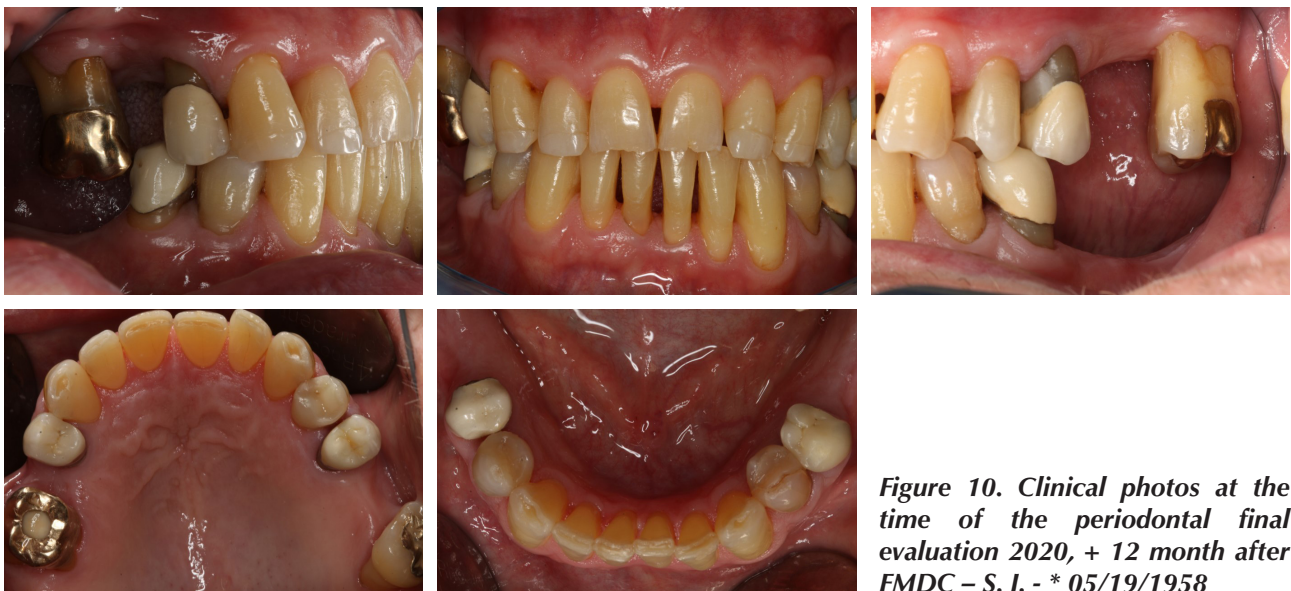 Figure 10. Clinical photos at the
time of the periodontal final
evaluation 2020, + 12 month after
FMDC – S. I. - * 05/19/1958